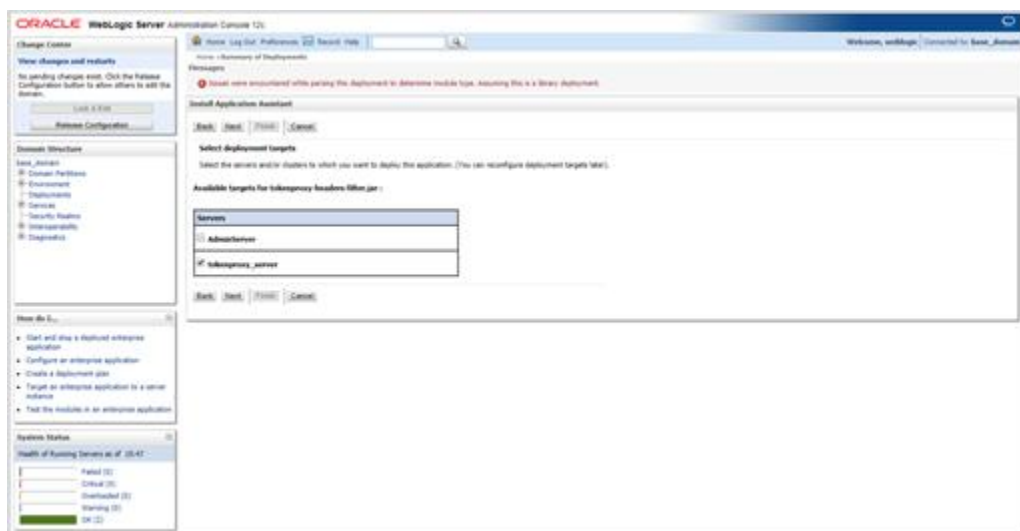 ORACLE WebLogic Server Administration Console 12c
Home Log Out Preferences Record Help
Welcome, weblogic Connected to: base_domain
Change Center
View changes and restarts
No pending changes exist. Click the Release
Configuration button to allow others to edit the
domain.
Lock & Edit
Release Configuration
Domain Structure
base_domain
Domain Partitions
Environment
Deployments
Services
Security Realms
Interoperability
Diagnostics
How do I...
Start and stop a deployed enterprise
application
Configure an enterprise application
Create a deployment plan
Target an enterprise application to a server
instance
Test the modules in an enterprise application
System Status
Health of Running Servers as of 10:47
Failed (0)
Critical (0)
Overloaded (0)
Warning (0)
OK (2)
Home >Summary of Deployments
Messages
Issues were encountered while parsing this deployment to determine module type. Assuming this is a library deployment.
Install Application Assistant
Back Next Finish Cancel
Select deployment targets
Select the servers and/or clusters to which you want to deploy this application. (You can reconfigure deployment targets later).
Available targets for tokenproxy-headers-filter.jar :
Servers
AdminServer
tokenproxy_server
Back Next Finish Cancel